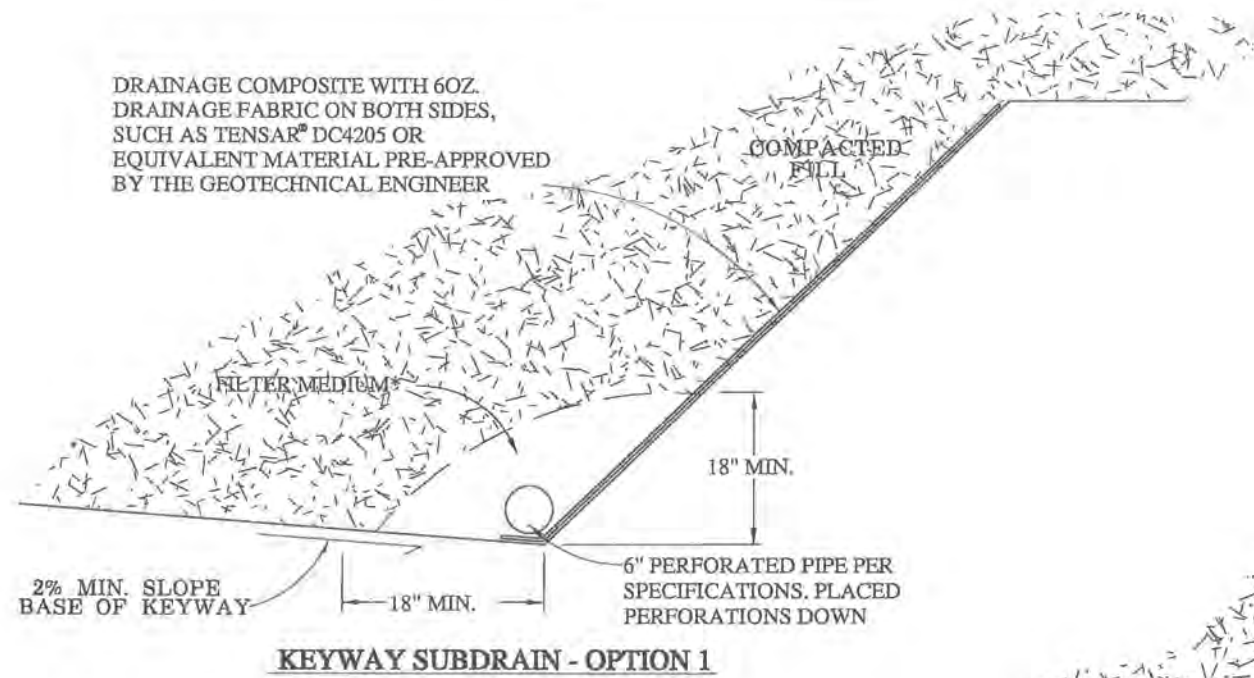 DRAINAGE COMPOSITE WITH 6OZ.
DRAINAGE FABRIC ON BOTH SIDES,
SUCH AS TENSAR® DC4205 OR
EQUIVALENT MATERIAL PRE-APPROVED
BY THE GEOTECHNICAL ENGINEER
COMPACTED
FILL
FILTER MEDIUM*
18" MIN.
6" PERFORATED PIPE PER
SPECIFICATIONS. PLACED
PERFORATIONS DOWN
2% MIN. SLOPE
BASE OF KEYWAY
18" MIN.
KEYWAY SUBDRAIN - OPTION 1